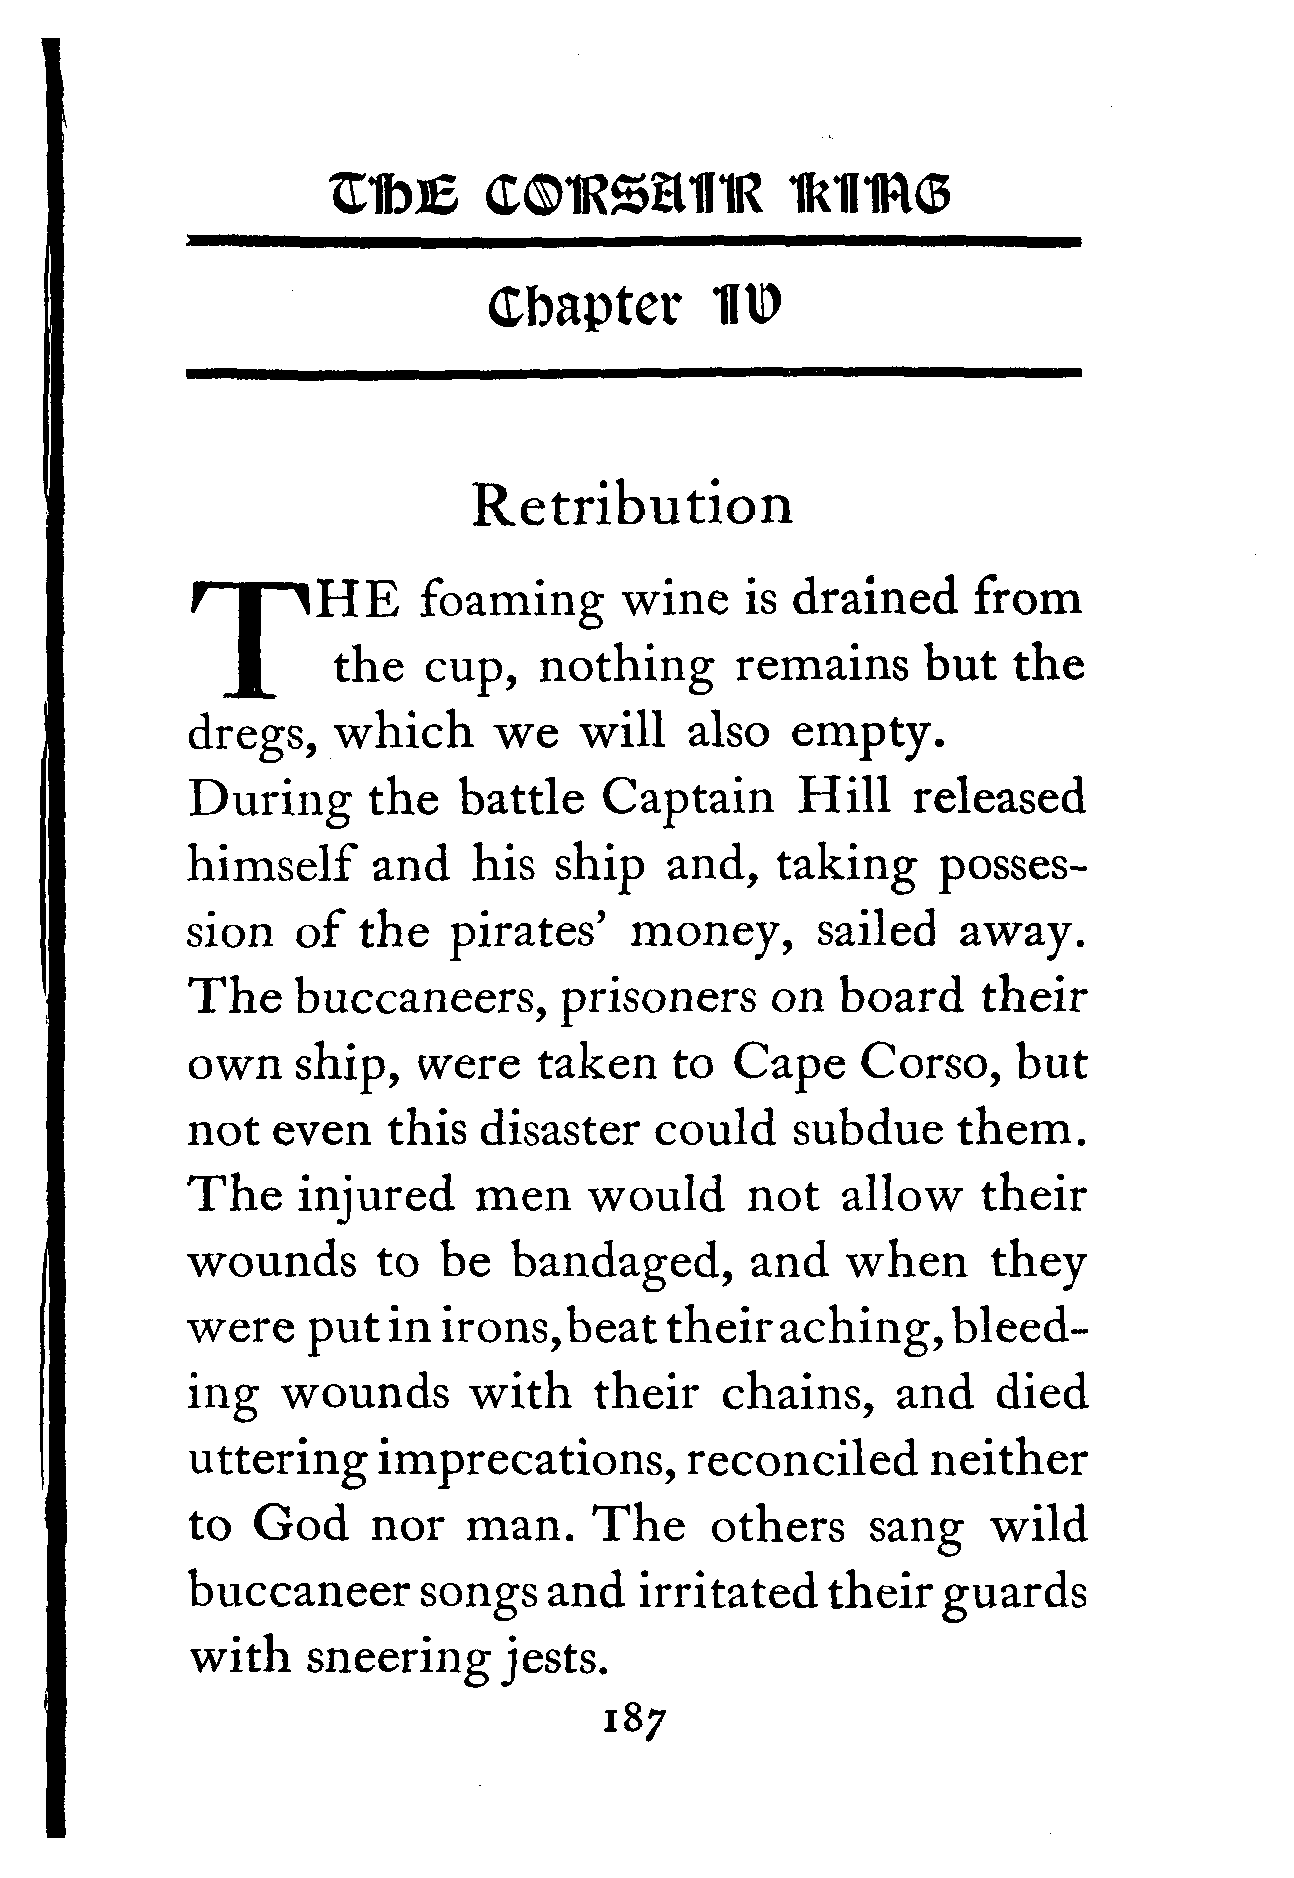 THE CORSAIR KING
Chapter IV
Retribution
THE foaming wine is drained from
the cup, nothing remains but the
dregs, which we will also empty.
During the battle Captain Hill released
himself and his ship and, taking posses-
sion of the pirates' money, sailed away.
The buccaneers, prisoners on board their
own ship, were taken to Cape Corso, but
not even this disaster could subdue them.
The injured men would not allow their
wounds to be bandaged, and when they
were put in irons, beat their aching, bleed-
ing wounds with their chains, and died
uttering imprecations, reconciled neither
to God nor man. The others sang wild
buccaneer songs and irritated their guards
with sneering jests.
187